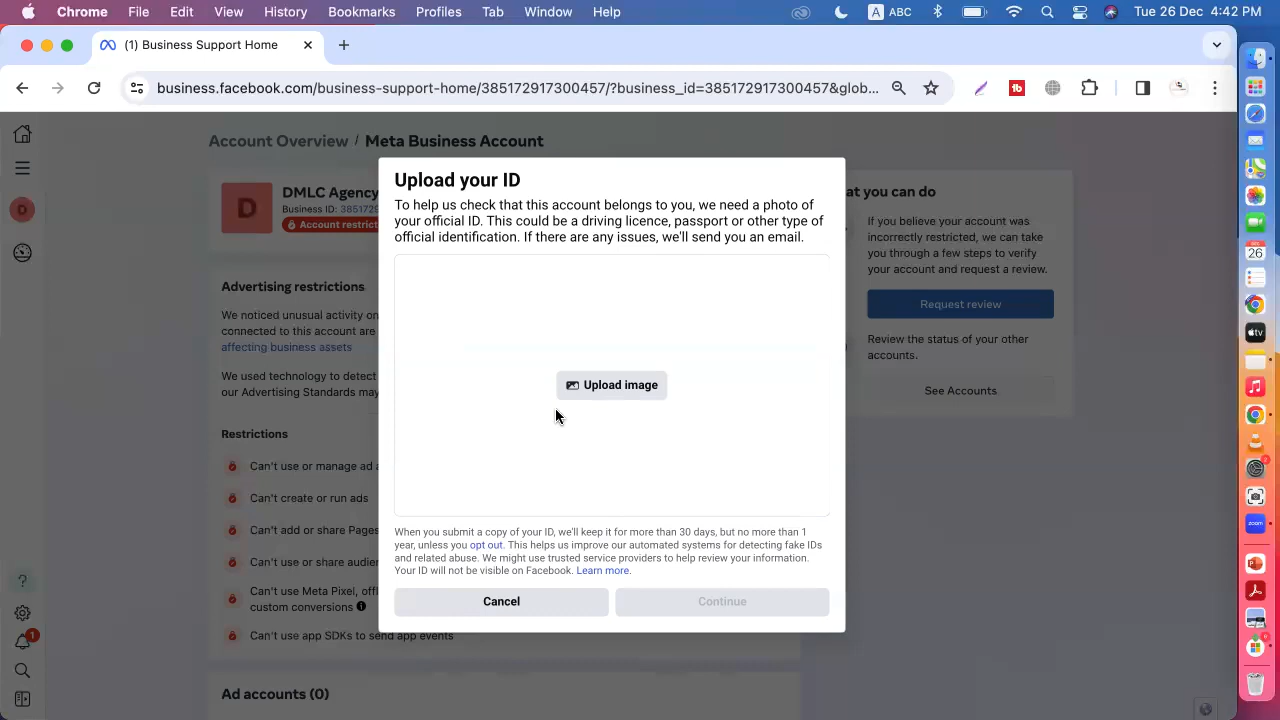 Chrome File Edit View History Bookmarks Profiles Tab Window Help A ABC Tue 26 Dec 4:42 PM
(1) Business Support Home
business.facebook.com/business-support-home/385172917300457/?business_id=385172917300457&glob...
Account Overview / Meta Business Account
D
DMLC Agency
Business ID: 3851729
Account restrict
Advertising restrictions
We noticed unusual activity on
connected to this account are
affecting business assets
We used technology to detect
our Advertising Standards may
Restrictions
Can't use or manage ad a
Can't create or run ads
Can't add or share Pages
Can't use or share audien
Can't use Meta Pixel, offl
custom conversions
Can't use app SDKs to send app events
Ad accounts (0)
Upload your ID
To help us check that this account belongs to you, we need a photo of
your official ID. This could be a driving licence, passport or other type of
official identification. If there are any issues, we'll send you an email.
Upload image
When you submit a copy of your ID, we'll keep it for more than 30 days, but no more than 1
year, unless you opt out. This helps us improve our automated systems for detecting fake IDs
and related abuse. We might use trusted service providers to help review your information.
Your ID will not be visible on Facebook. Learn more.
Cancel Continue
at you can do
If you believe your account was
incorrectly restricted, we can take
you through a few steps to verify
your account and request a review.
Request review
Review the status of your other
accounts.
See Accounts
D
1
26
tv
zoom